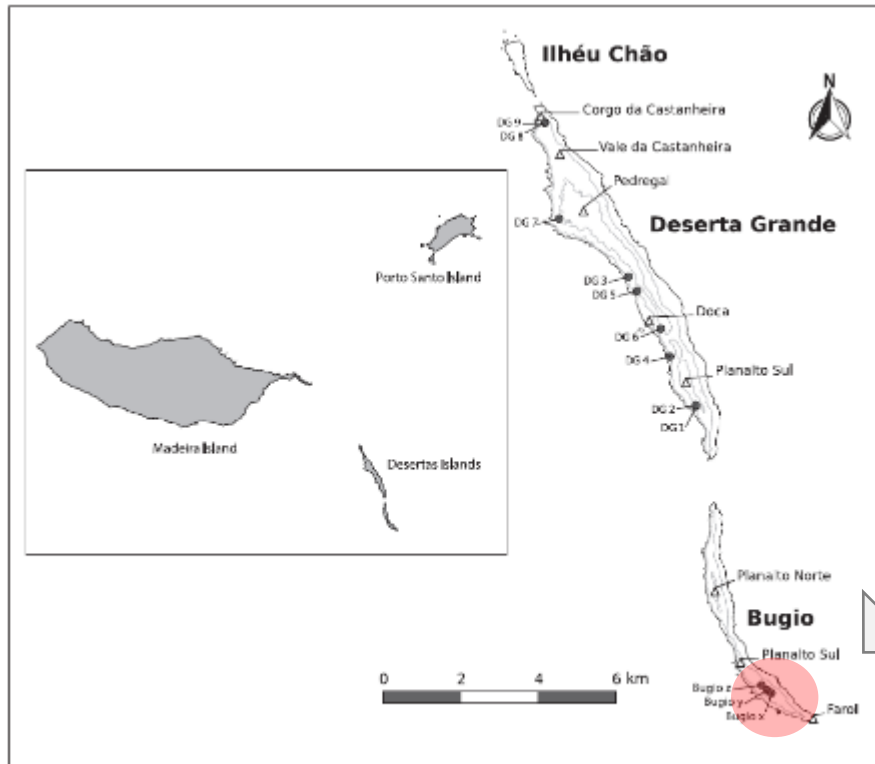 Ilhéu Chão
N
Corgo da Castanheira
DG 9
DG 8
Vale da Castanheira
Pedregal
DG 7
Deserta Grande
Porto Santo Island
DG 3
DG 5
Doca
DG 6
DG 4
Planalto Sul
DG 2
DG 1
Madeira Island
Desertas Islands
Planalto Norte
Bugio
Planalto Sul
0 2 4 6 km
Bugio z
Bugio y
Bugio x
Farol